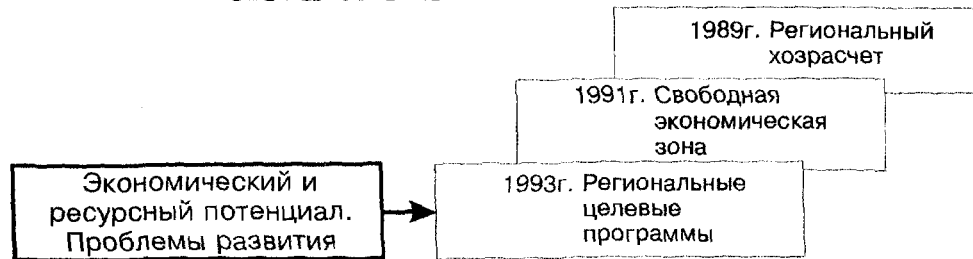 1989г. Региональный
хозрасчет
1991г. Свободная
экономическая
зона
1993г. Региональные
целевые
программы
Экономический и
ресурсный потенциал.
Проблемы развития